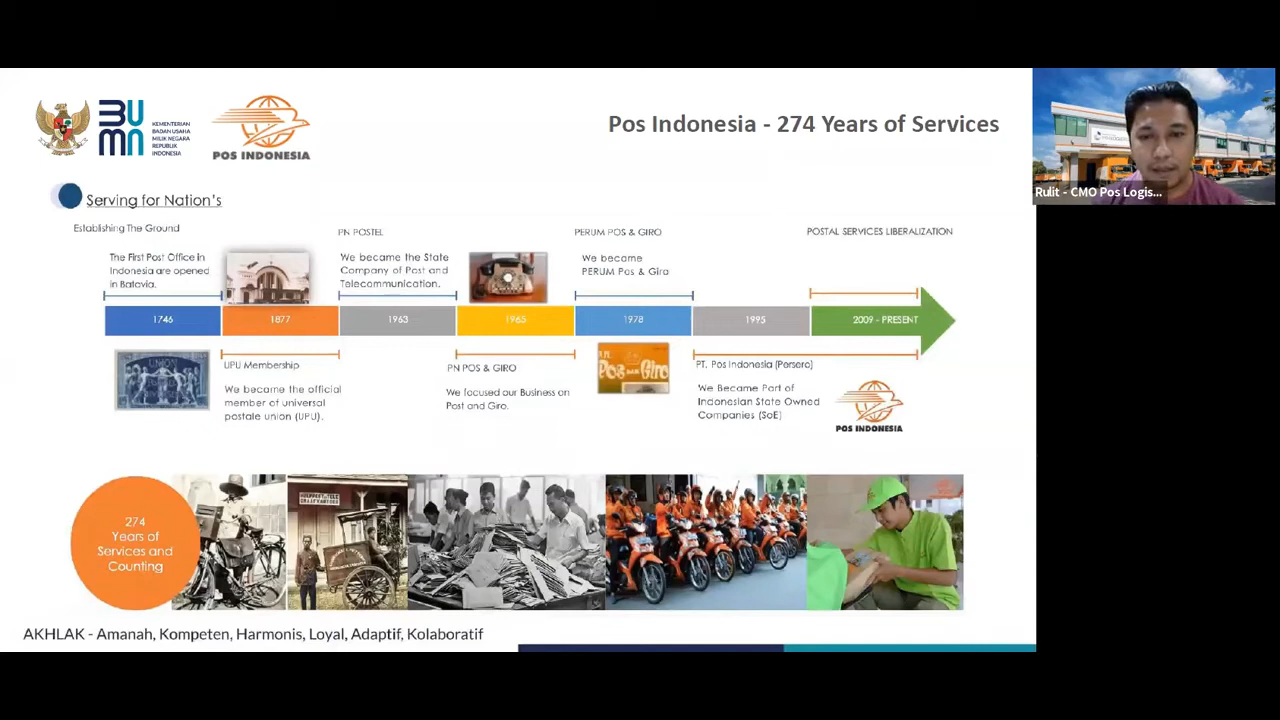 BUMN
KEMENTERIAN
BADAN USAHA
MILIK NEGARA
REPUBLIK
INDONESIA
POS INDONESIA
Pos Indonesia - 274 Years of Services
Rulit - CMO Pos Logis...
Serving for Nation's
Establishing The Ground
The First Post Office in
Indonesia are opened
in Batavia.
PN POSTEL
We became the State
Company of Post and
Telecommunication.
PERUM POS & GIRO
We became
PERUM Pos & Giro
POSTAL SERVICES LIBERALIZATION
1746
1877
1963
1965
1978
1995
2009 - PRESENT
UNION
UPU Membership
We became the official
member of universal
postale union (UPU).
PN POS & GIRO
We focused our Business on
Post and Giro.
Pos Giro
PT. Pos Indonesia (Persero)
We Became Part of
Indonesian State Owned
Companies (SoE)
POS INDONESIA
274
Years of
Services and
Counting
AKHLAK - Amanah, Kompeten, Harmonis, Loyal, Adaptif, Kolaboratif